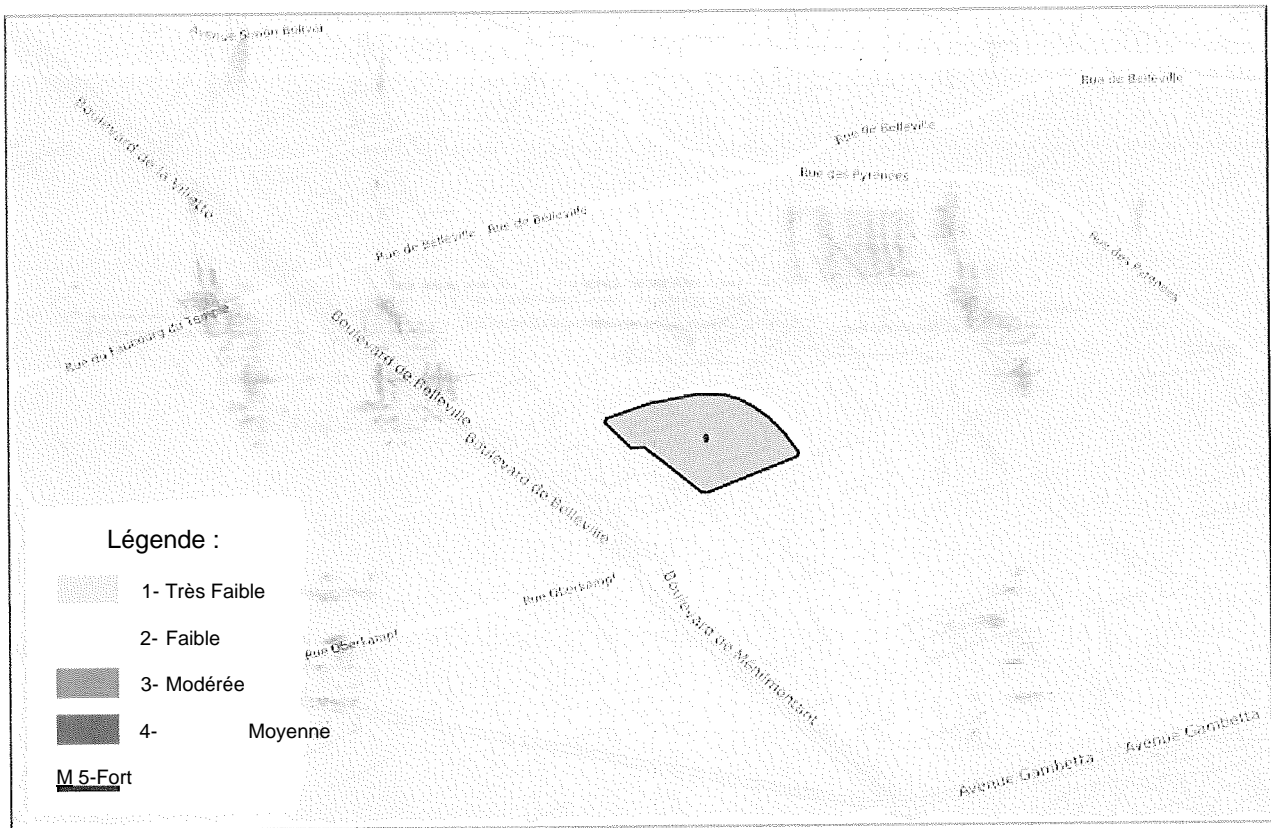 Avenue Simon Bolivar
Rue de Belleville
Boulevard de la Villette
Rue de Belleville
Rue des Pyrénées
Rue de Belleville
Rue de Belleville
Rue des Pyrénées
Rue du Faubourg du Temple
Boulevard de Belleville
9
Boulevard de Belleville
Légende :
1- Très Faible
2- Faible
3- Modérée
4- Moyenne
M 5-Fort
Rue Oberkampf
Rue Oberkampf
Boulevard de Ménilmontant
Avenue Gambetta
Avenue Gambetta